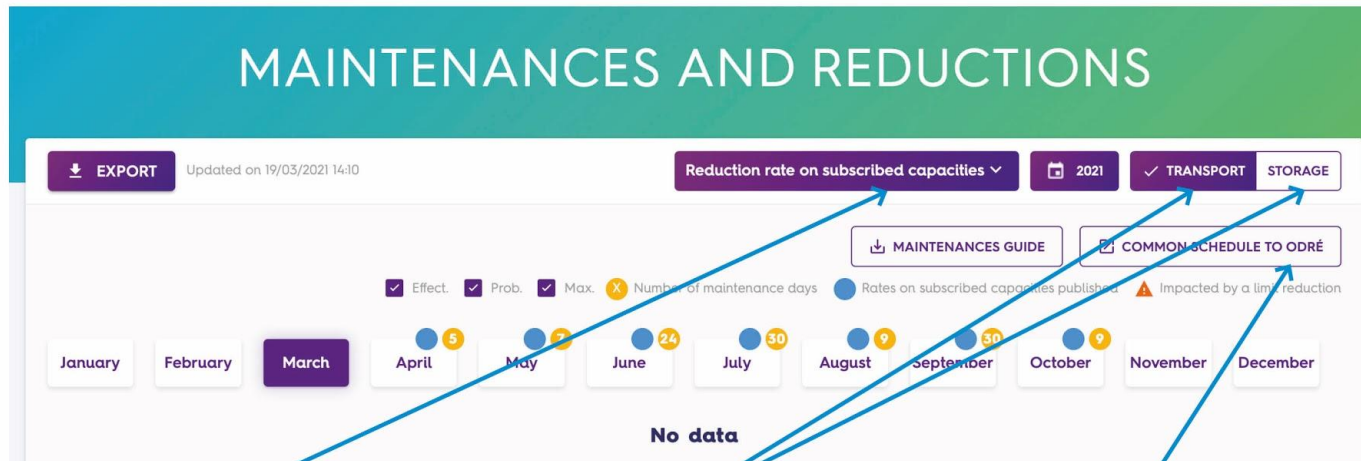 MAINTENANCES AND REDUCTIONS
EXPORT Updated on 19/03/2021 14:10 Reduction rate on subscribed capacities 2021 TRANSPORT STORAGE
MAINTENANCES GUIDE COMMON SCHEDULE TO ODRÉ
Effect. Prob. Max. X Number of maintenance days Rates on subscribed capacities published Impacted by a limit reduction
5 7 24 30 9 30 9
January February March April May June July August September October November December
No data